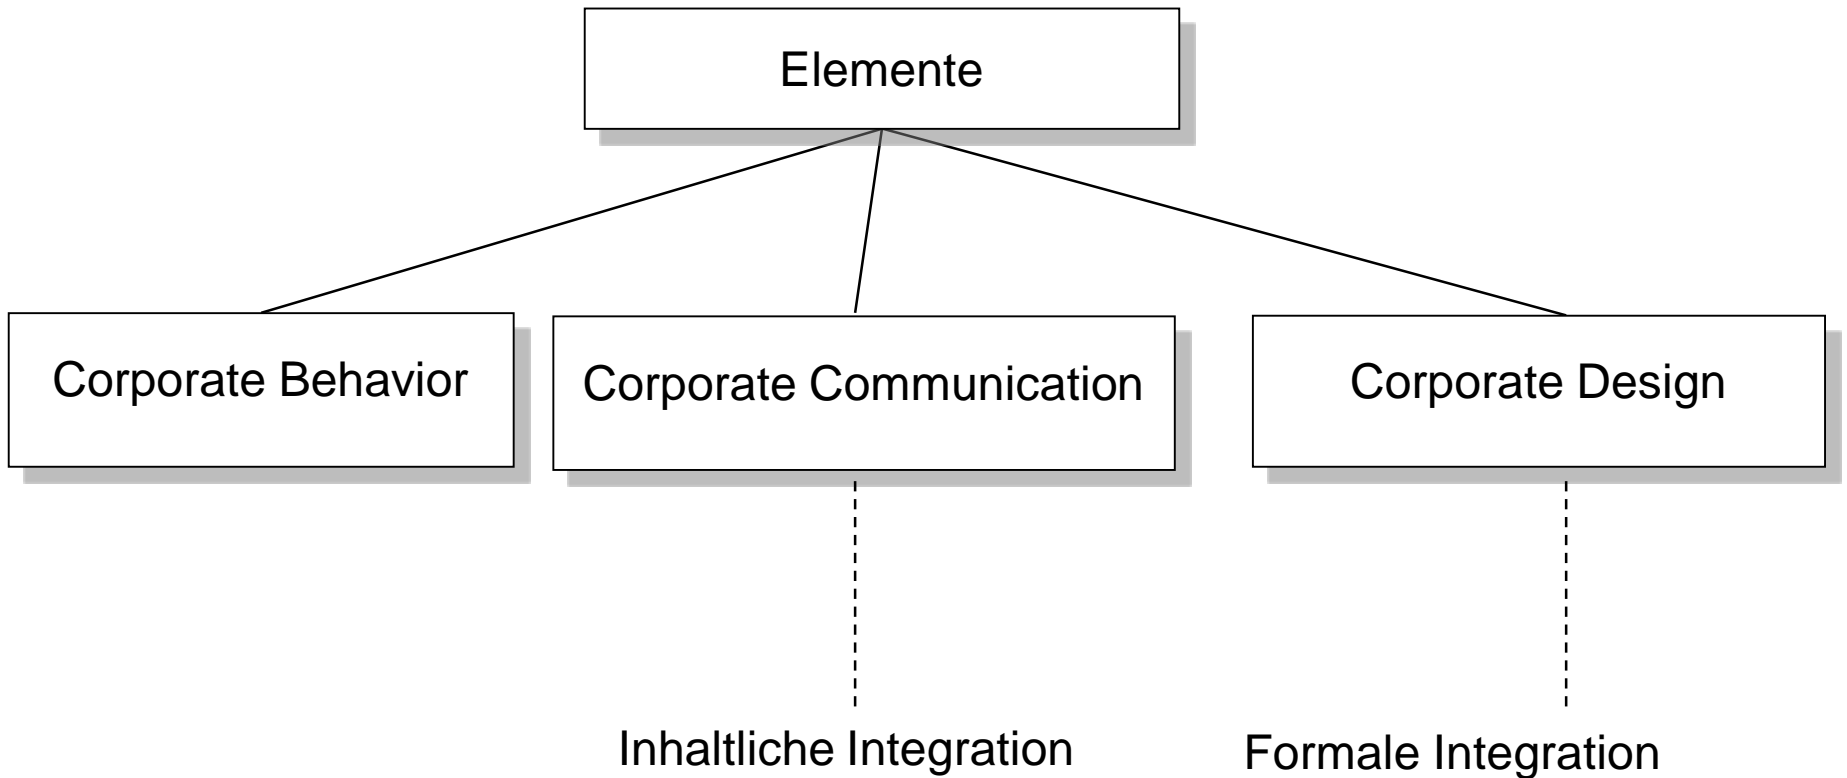 Elemente
Corporate Behavior
Corporate Communication
Corporate Design
Inhaltliche Integration
Formale Integration